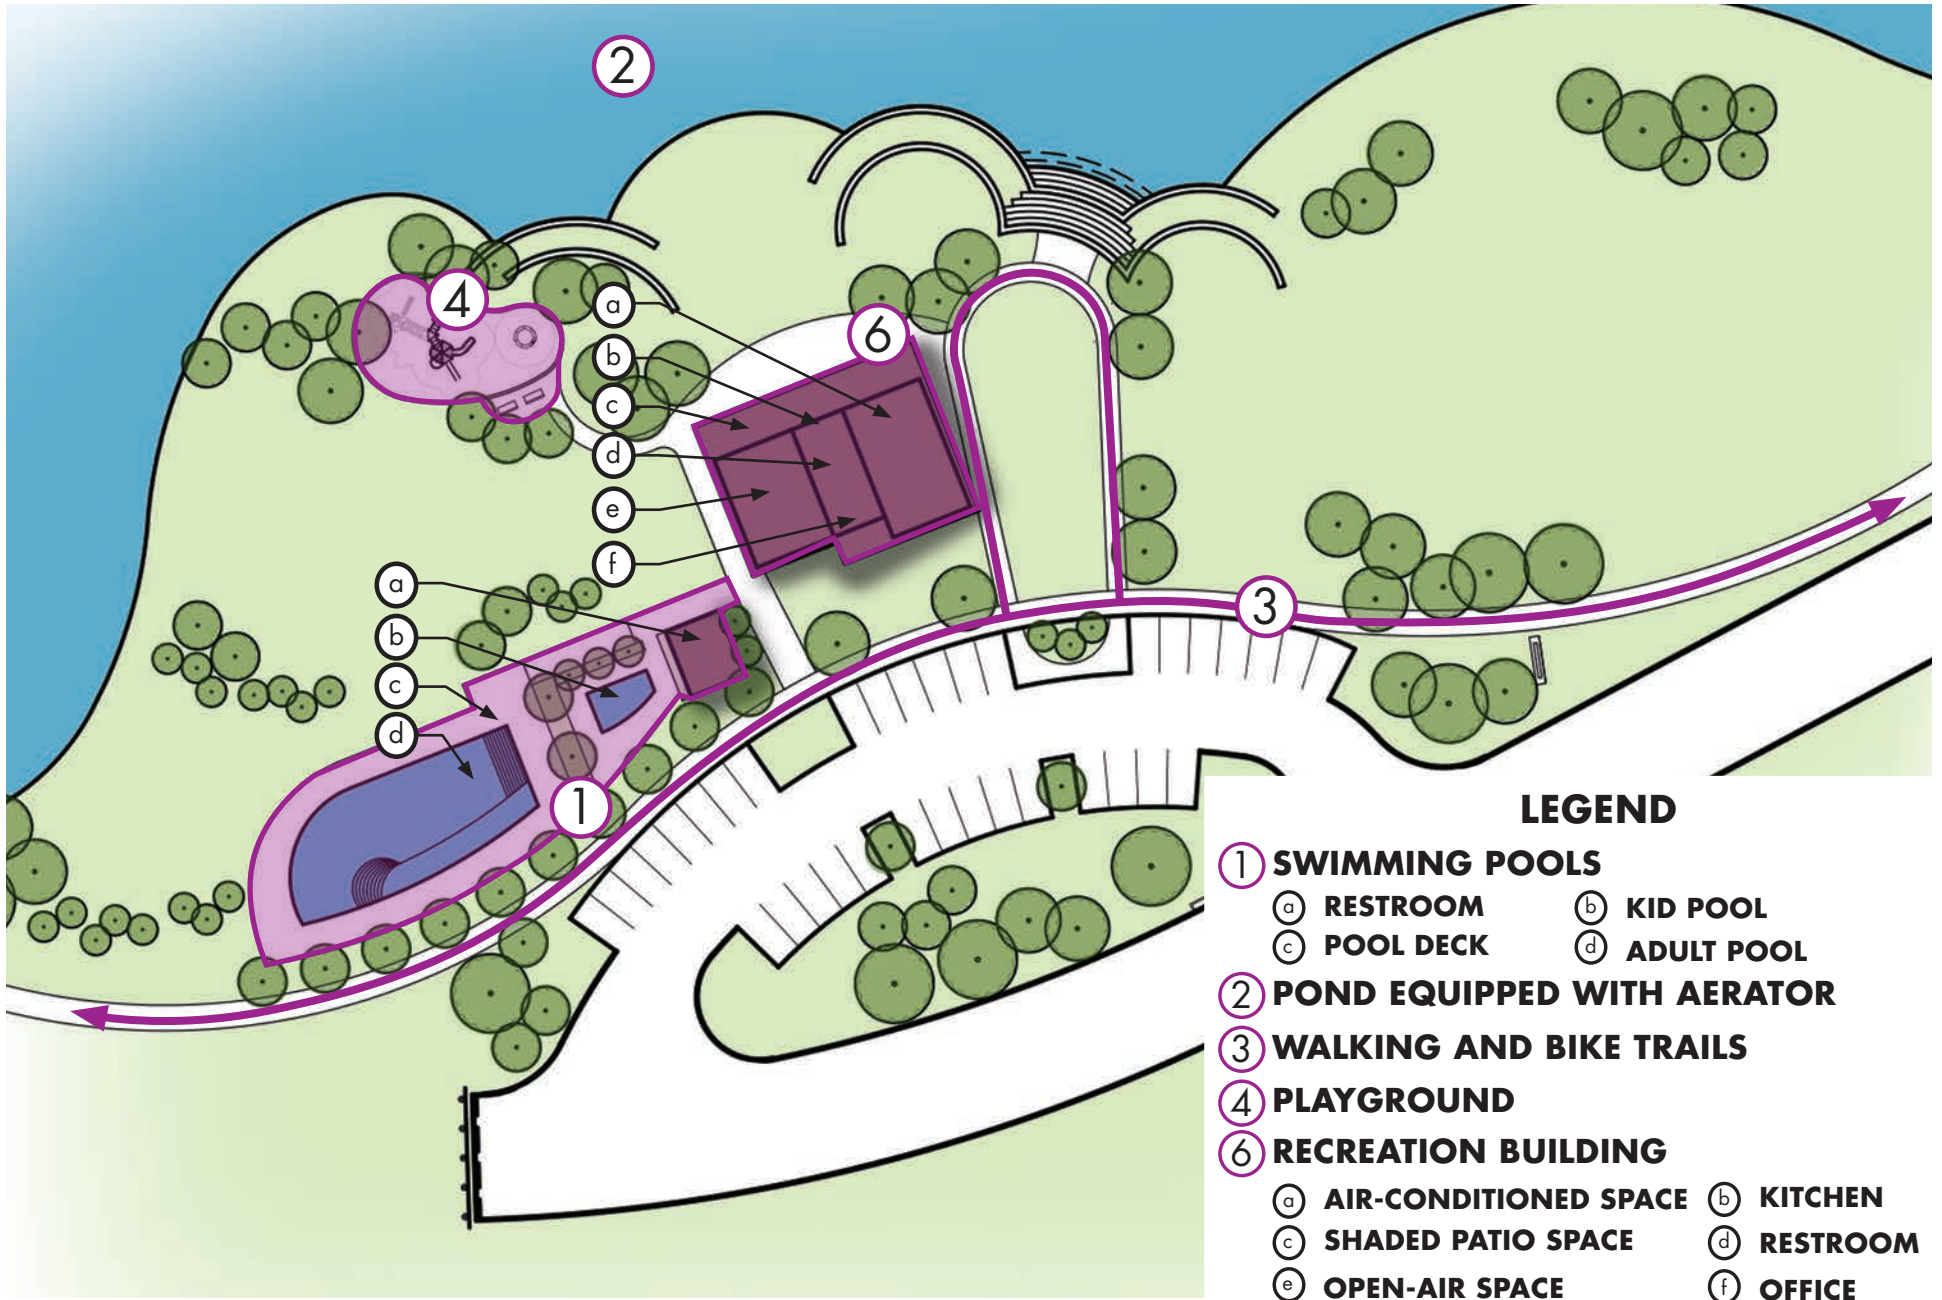 2
4
a
6
b
c
d
e
f
a
3
b
c
d
1
LEGEND
1 SWIMMING POOLS
a RESTROOM b KID POOL
c POOL DECK d ADULT POOL
2 POND EQUIPPED WITH AERATOR
3 WALKING AND BIKE TRAILS
4 PLAYGROUND
6 RECREATION BUILDING
a AIR-CONDITIONED SPACE b KITCHEN
c SHADED PATIO SPACE d RESTROOM
e OPEN-AIR SPACE f OFFICE